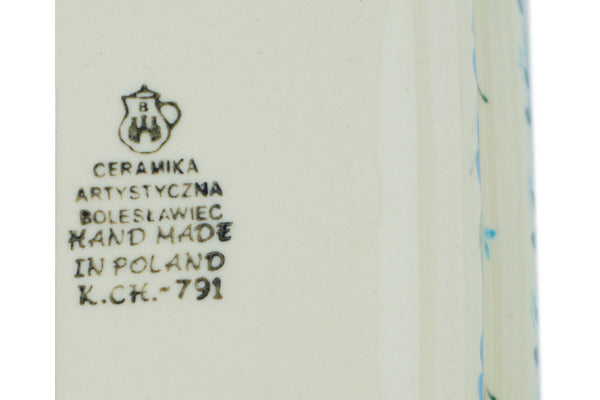 B
CERAMIKA
ARTYSTYCZNA
BOLESŁAWIEC
HAND MADE
IN POLAND
K.CH.-791